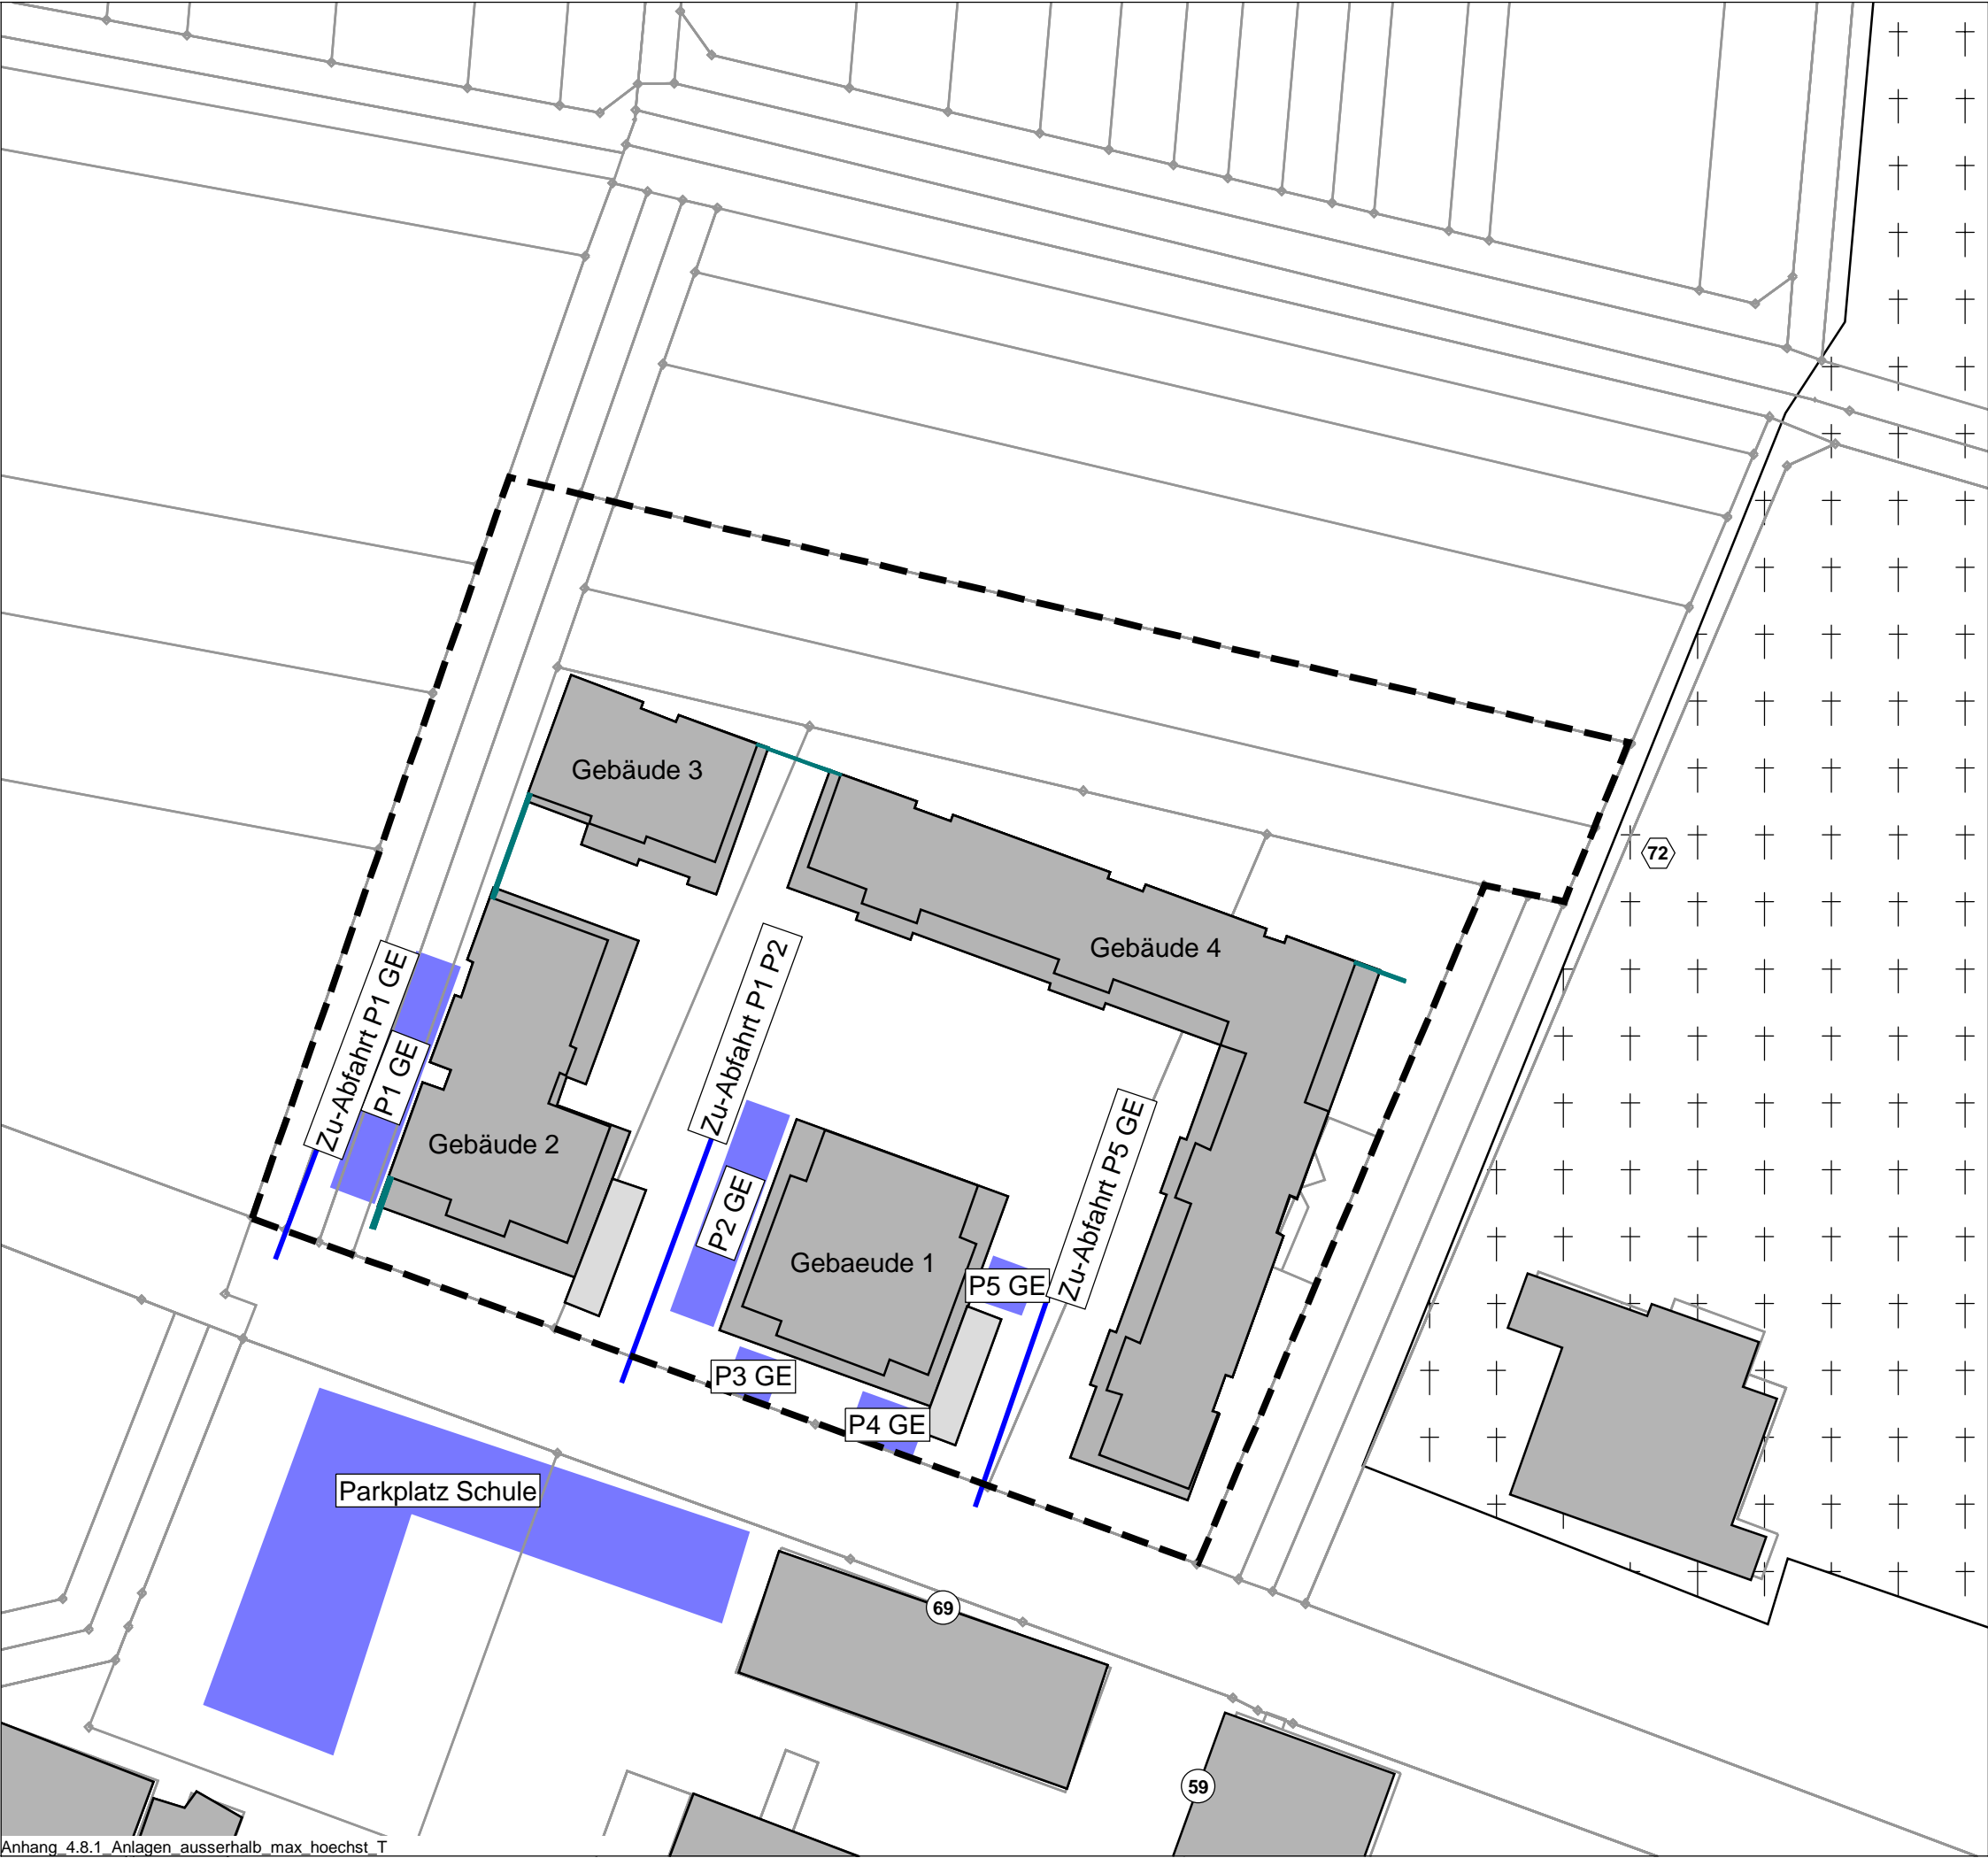 Gebäude 3
72
Gebäude 4
Zu-Abfahrt P1 GE
Zu-Abfahrt P1 P2
P1 GE
Gebäude 2
Zu-Abfahrt P5 GE
P2 GE
Gebaeude 1
P5 GE
P3 GE
P4 GE
Parkplatz Schule
69
59
Anhang_4.8.1_Anlagen_ausserhalb_max_hoechst_T